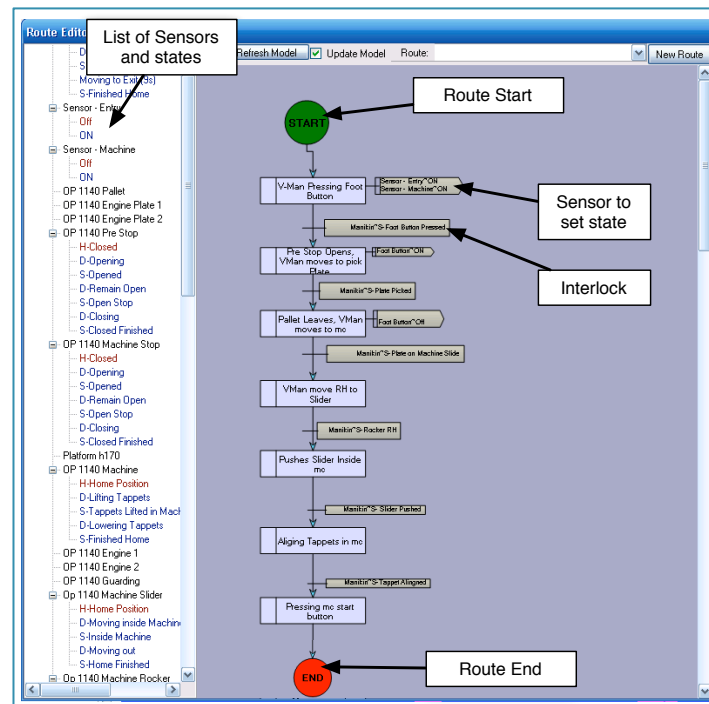 Route Edito
List of Sensors
and states
Refresh Model
Update Model
Route:
New Route
D-
S
Moving to Exit (9s)
S-Finished Home
Sensor - Entry
Off
ON
Sensor - Machine
Off
ON
OP 1140 Pallet
OP 1140 Engine Plate 1
OP 1140 Engine Plate 2
OP 1140 Pre Stop
H-Closed
D-Opening
S-Opened
D-Remain Open
S-Open Stop
D-Closing
S-Closed Finished
OP 1140 Machine Stop
H-Closed
D-Opening
S-Opened
D-Remain Open
S-Open Stop
D-Closing
S-Closed Finished
Platform h170
OP 1140 Machine
H-Home Position
D-Lifting Tappets
S-Tappets Lifted in Mach
D-Lowering Tappets
S-Finished Home
OP 1140 Engine 1
OP 1140 Engine 2
OP 1140 Guarding
Op 1140 Machine Slider
H-Home Position
D-Moving inside Machine
S-Inside Machine
D-Moving out
S-Home Finished
Op 1140 Machine Rocker
START
Route Start
V-Man Pressing Foot
Button
Sensor - Entry^ON
Sensor - Machine^ON
Sensor to
set state
Manikin^S-Foot Button Pressed
Interlock
Pre Stop Opens,
VMan moves to pick
Plate
Foot Button^ON
Manikin^S-Plate Picked
Pallet Leaves, VMan
moves to mc
Foot Button^Off
Manikin^S-Plate on Machine Slide
VMan move RH to
Slider
Manikin^S-Rocker RH
Pushes Slider Inside
mc
Manikin^S- Slider Pushed
Aliging Tappets in mc
Manikin^S-Tappet Alingned
Pressing mc start
button
END
Route End